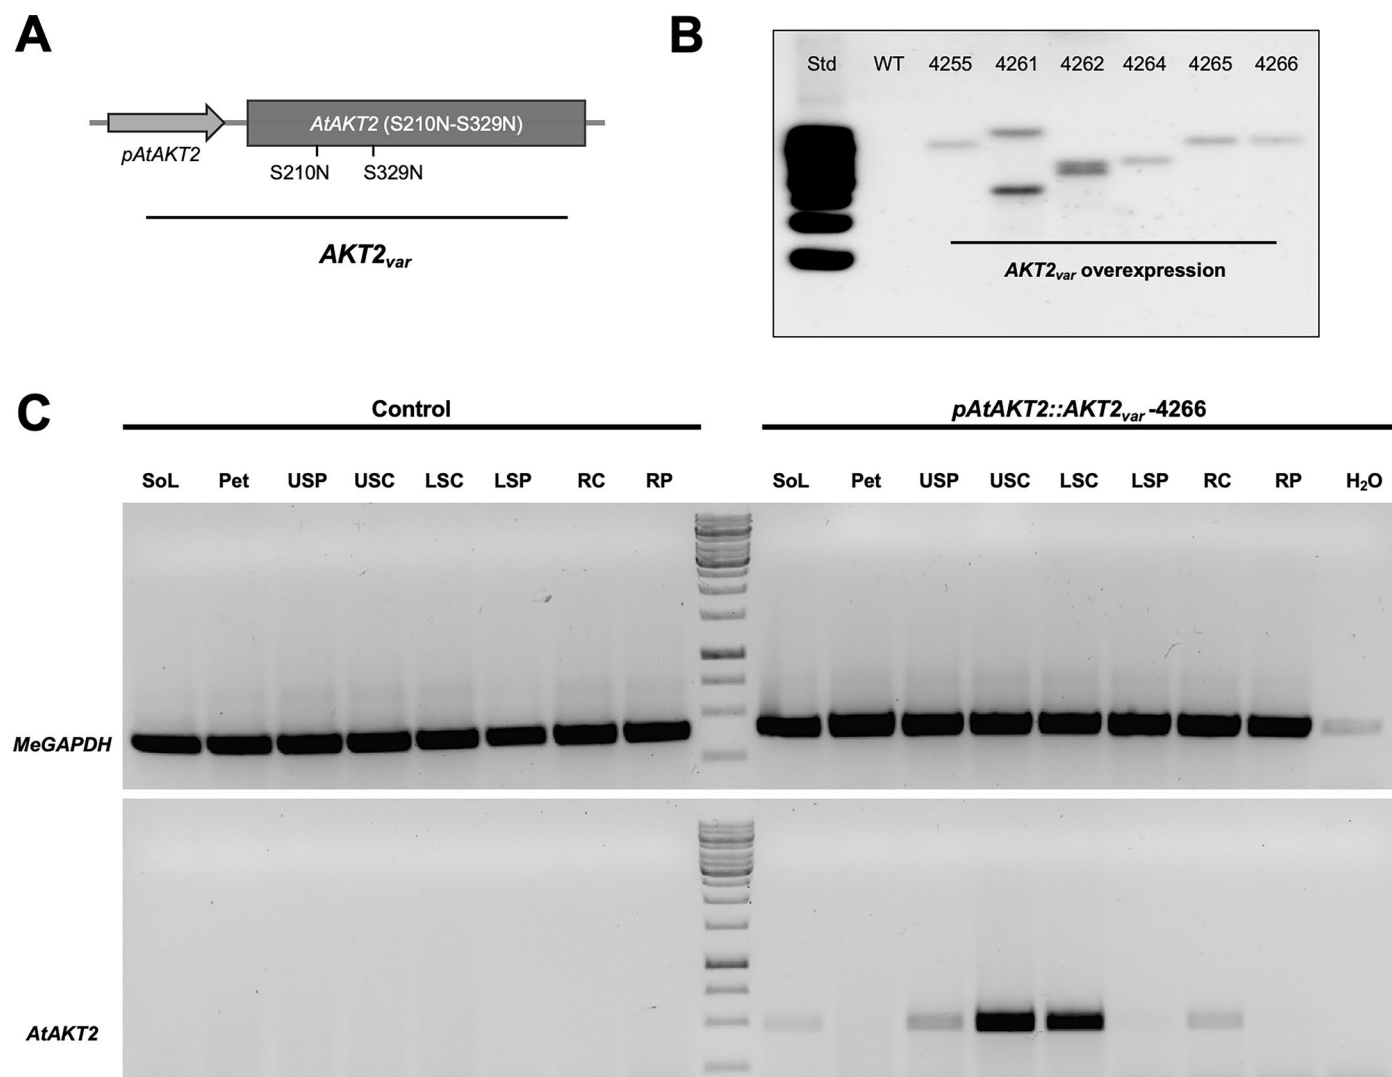 A
pAtAKT2
AtAKT2 (S210N-S329N)
S210N S329N
AKT2var
B
Std WT 4255 4261 4262 4264 4265 4266
AKT2var overexpression
C
Control pAtAKT2::AKT2var -4266
SoL Pet USP USC LSC LSP RC RP SoL Pet USP USC LSC LSP RC RP H₂O
MeGAPDH
AtAKT2